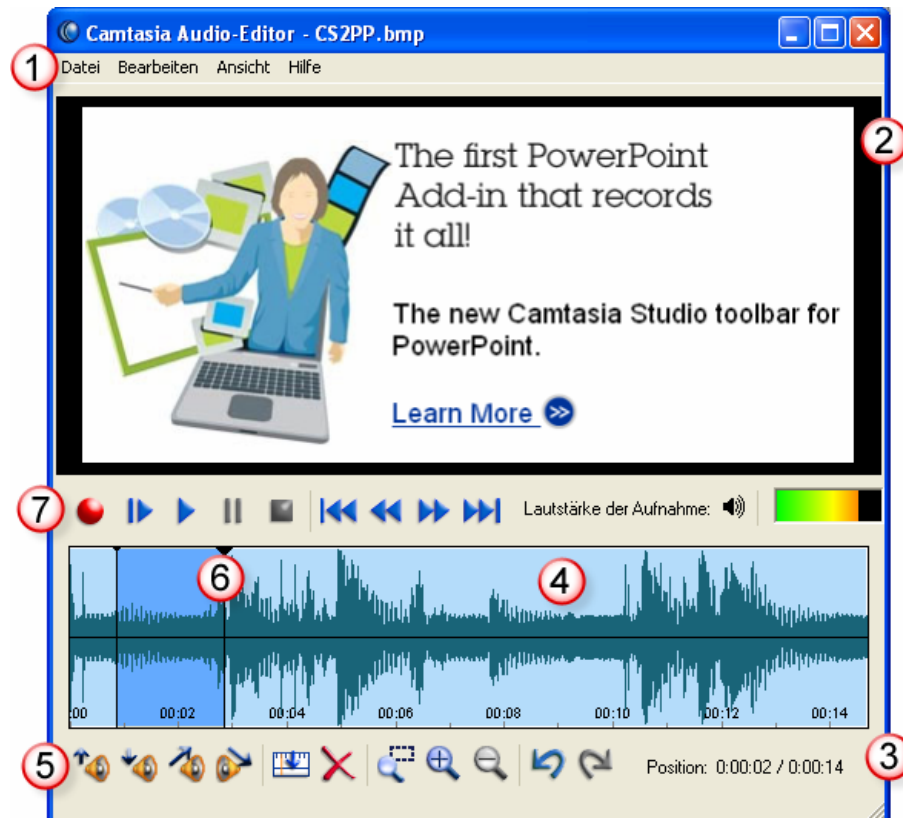 Camtasia Audio-Editor - CS2PP.bmp
1
Datei Bearbeiten Ansicht Hilfe
2
The first PowerPoint
Add-in that records
it all!
The new Camtasia Studio toolbar for
PowerPoint.
Learn More
7
Lautstärke der Aufnahme:
6
4
:00 00:02 00:04 00:06 00:08 00:10 00:12 00:14
5
Position: 0:00:02 / 0:00:14
3